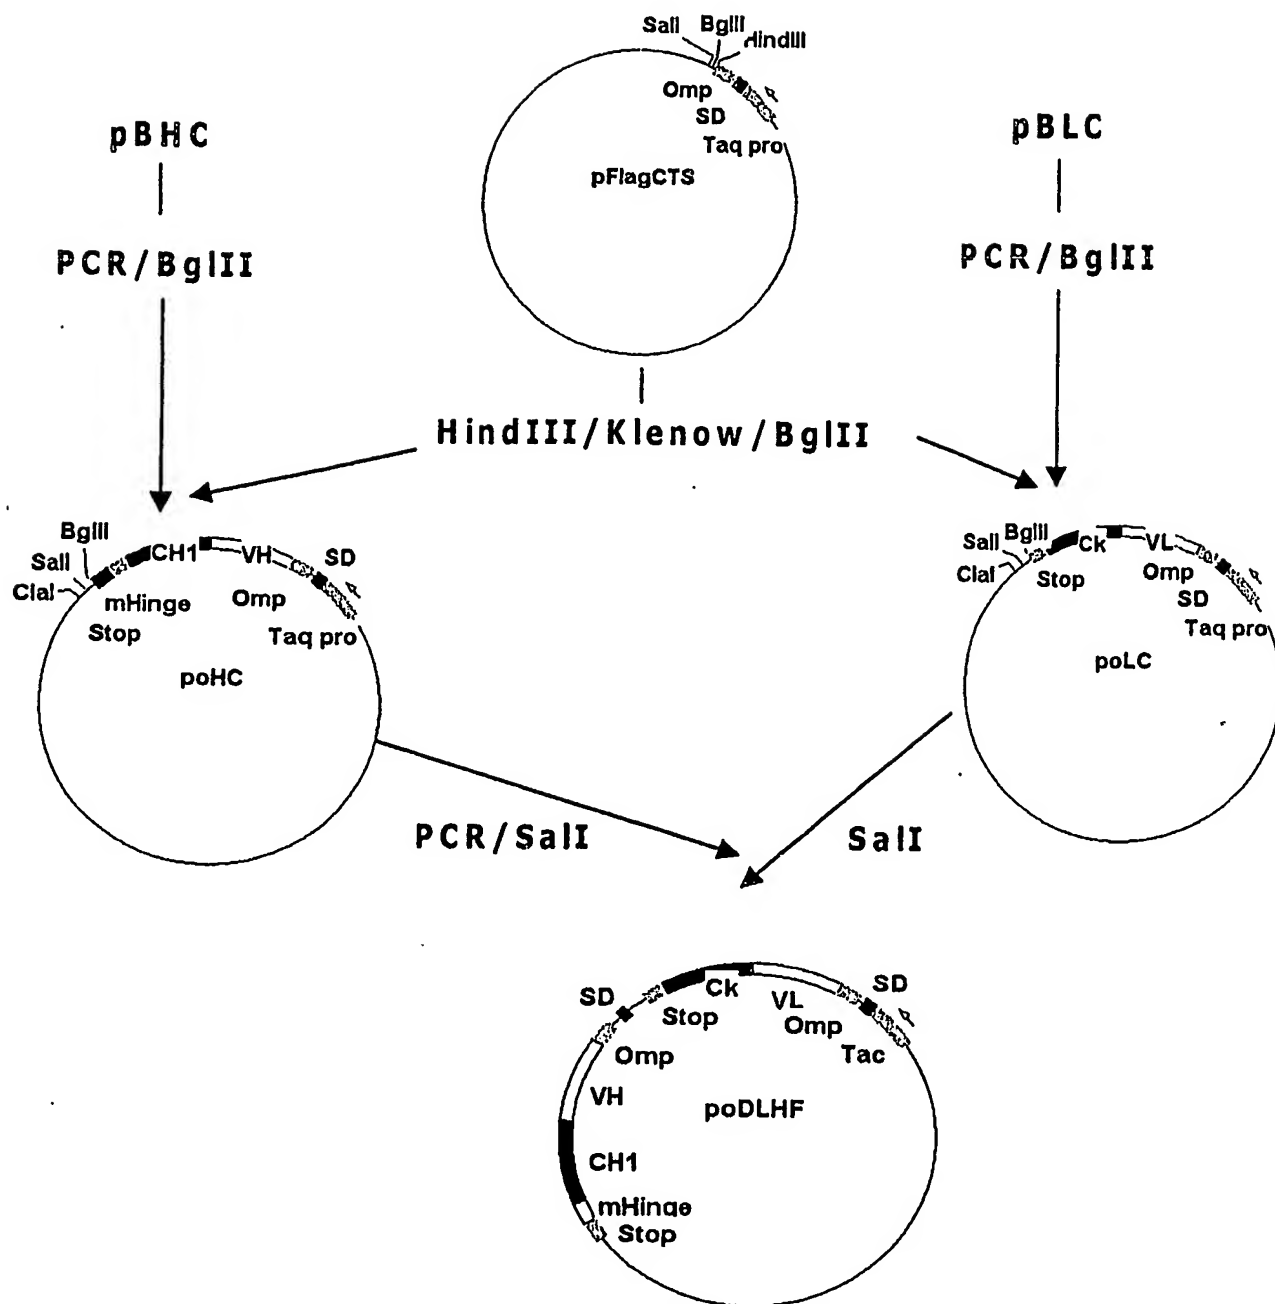 SalI BglII HindIII
Omp
SD
Taq pro
pFlagCTS
pBHC
pBLC
PCR/BglII
PCR/BglII
HindIII/Klenow/BglII
BglII
SalI
ClaI
CH1
VH
SD
mHinge
Omp
Stop
Taq pro
poHC
SalI
BglII
ClaI
Ck
VL
Stop
Omp
SD
Taq pro
poLC
PCR/SalI
SalI
SD
Ck
SD
Stop
VL
Omp
Omp
Tac
VH
poDLHF
CH1
mHinge
Stop